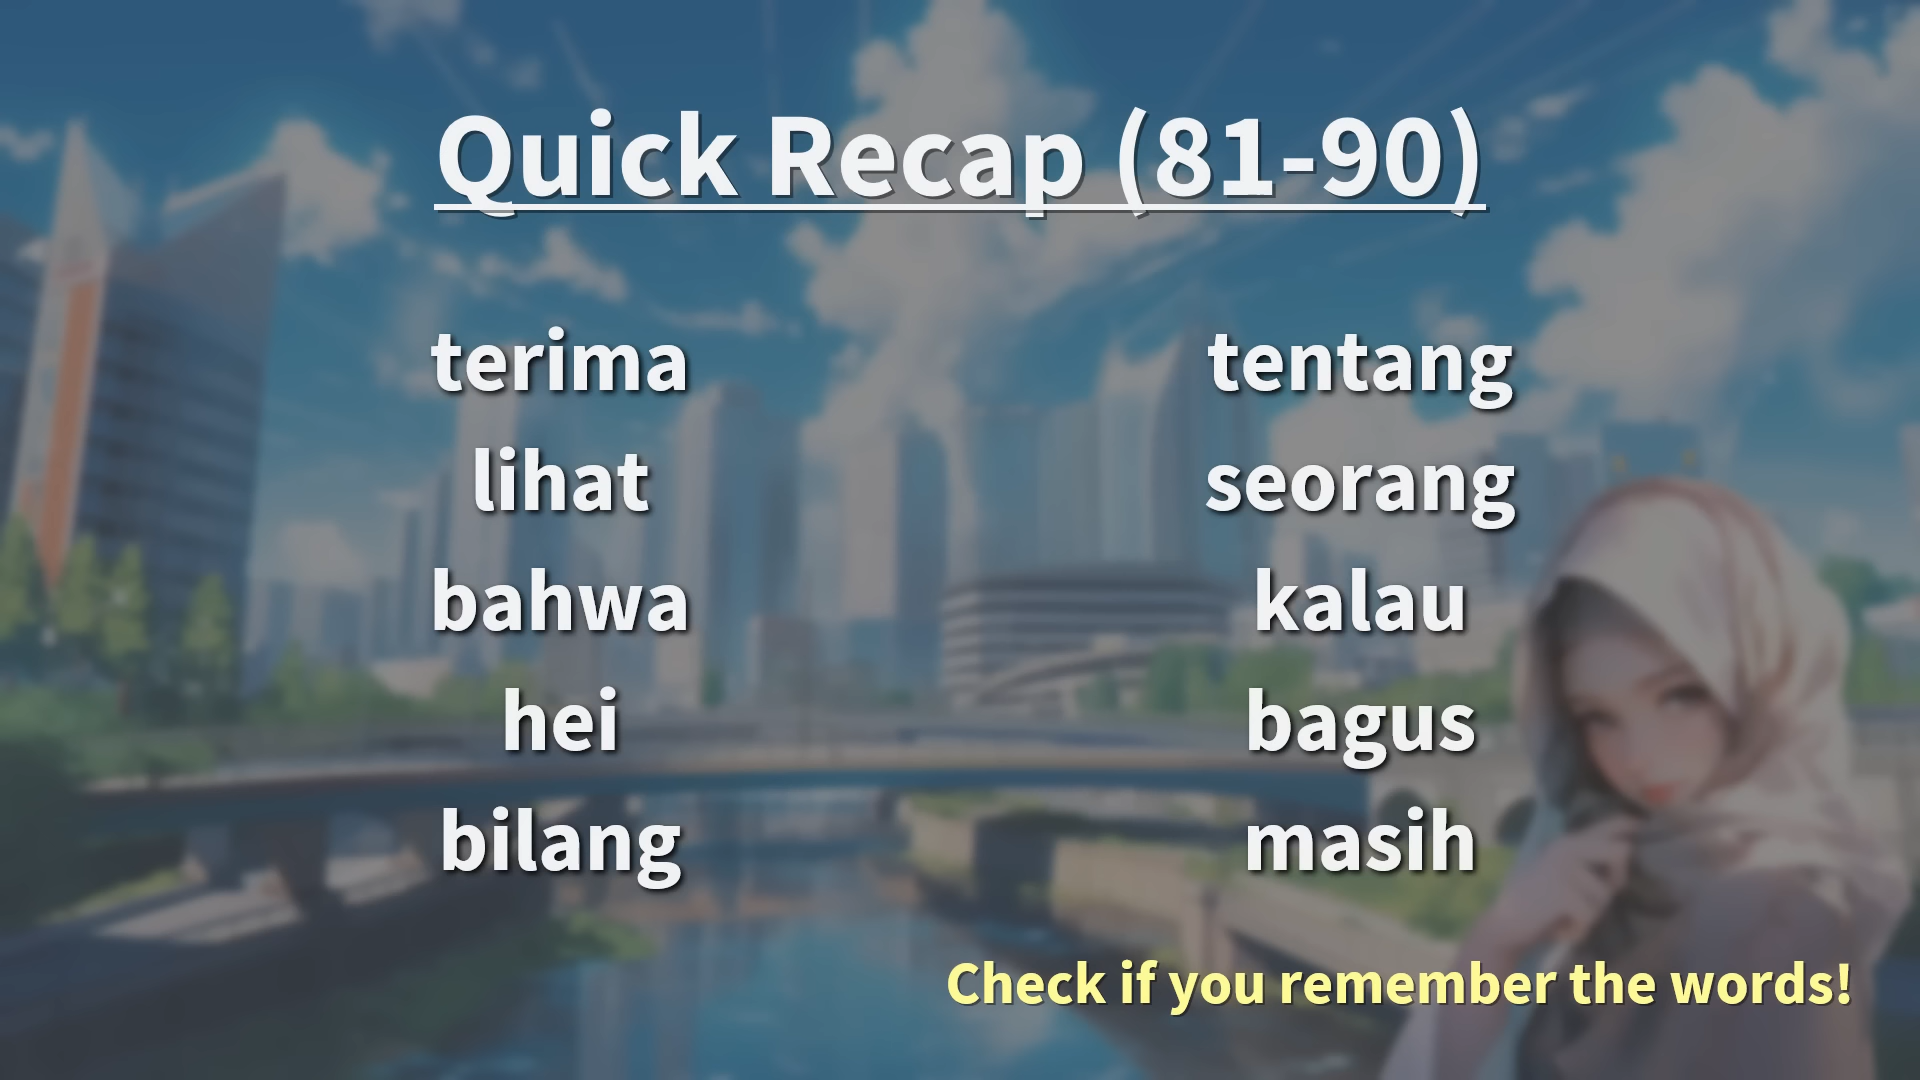 Quick Recap (81-90)
terima
lihat
bahwa
hei
bilang
tentang
seorang
kalau
bagus
masih
Check if you remember the words!